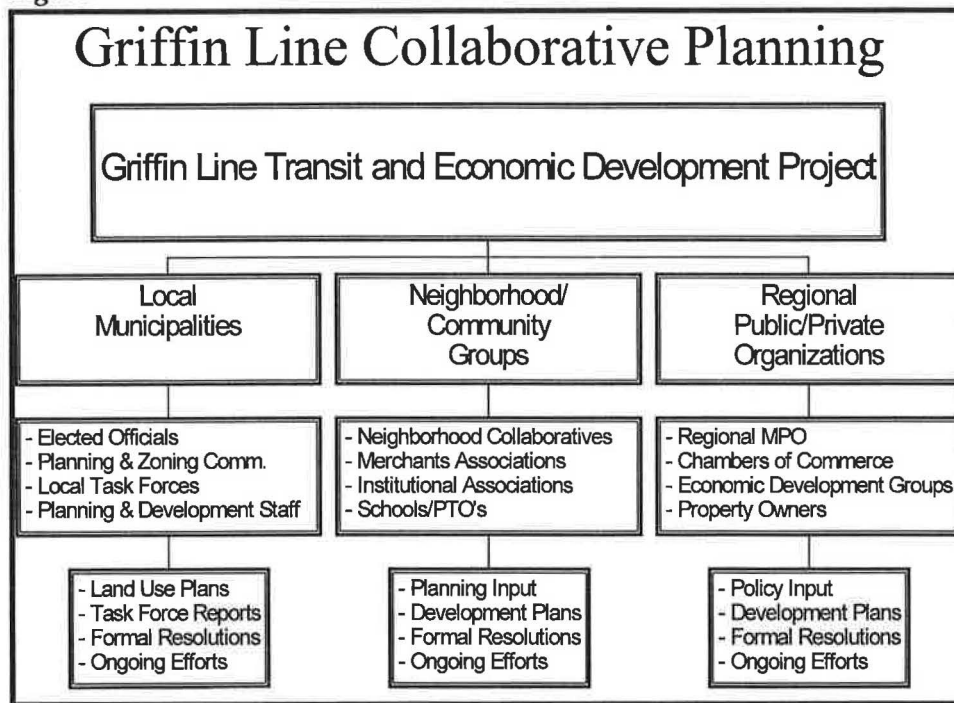 Griffin Line Collaborative Planning
Griffin Line Transit and Economic Development Project
Local
Municipalities
Neighborhood/
Community
Groups
Regional
Public/Private
Organizations
- Elected Officials
- Planning & Zoning Comm.
- Local Task Forces
- Planning & Development Staff
- Neighborhood Collaboratives
- Merchants Associations
- Institutional Associations
- Schools/PTO's
- Regional MPO
- Chambers of Commerce
- Economic Development Groups
- Property Owners
- Land Use Plans
- Task Force Reports
- Formal Resolutions
- Ongoing Efforts
- Planning Input
- Development Plans
- Formal Resolutions
- Ongoing Efforts
- Policy Input
- Development Plans
- Formal Resolutions
- Ongoing Efforts